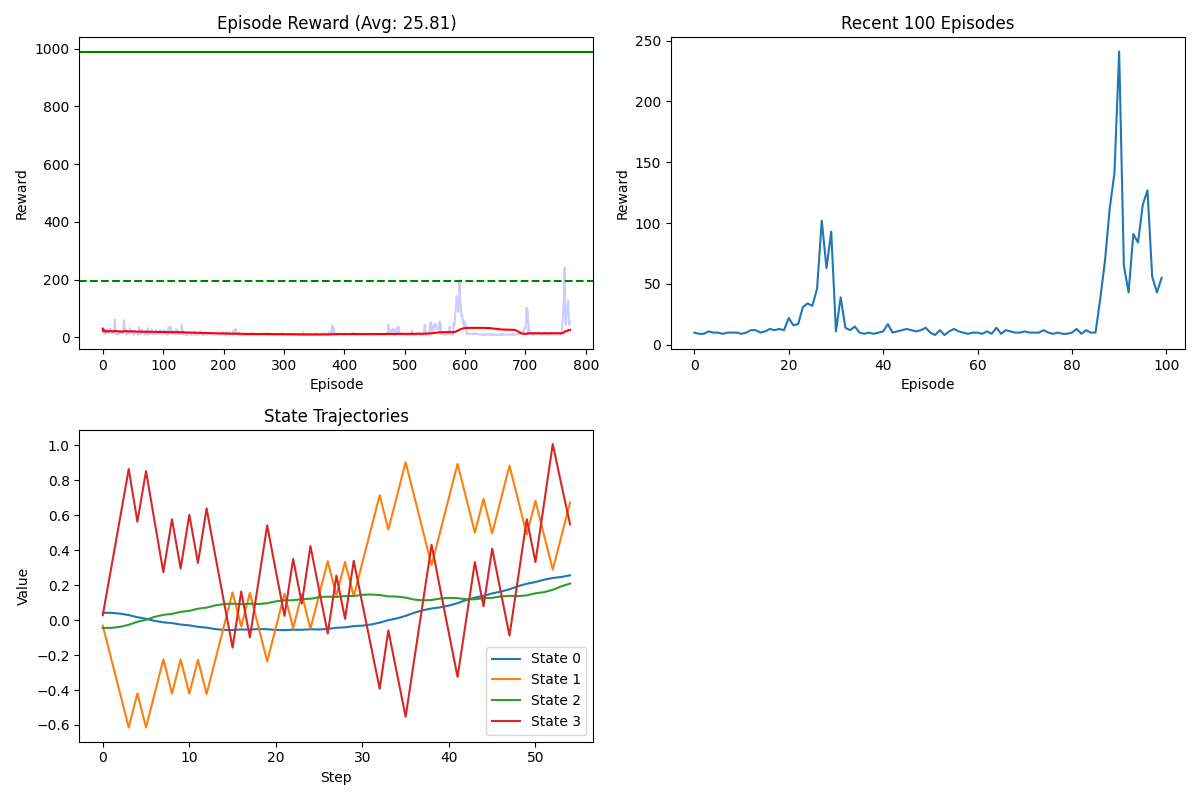 Episode Reward (Avg: 25.81)
Reward
1000
800
600
400
200
0
0 100 200 300 400 500 600 700 800
Episode
Recent 100 Episodes
Reward
250
200
150
100
50
0
0 20 40 60 80 100
Episode
State Trajectories
Value
1.0
0.8
0.6
0.4
0.2
0.0
−0.2
−0.4
−0.6
State 0
State 1
State 2
State 3
0 10 20 30 40 50
Step